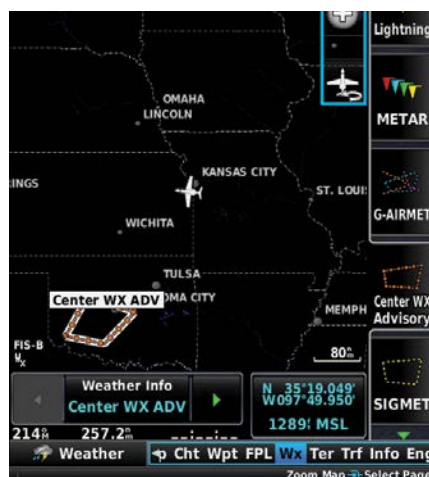 Lightning
OMAHA
LINCOLN
METAR
INGS
KANSAS CITY
ST. LOUI
G-AIRMET
WICHITA
TULSA
Center WX ADV
OMA CITY
MEMPH
Center WX
Advisory
FIS-B
80
Weather Info
Center WX ADV
N 35°19.049'
W097°49.950'
1289 MSL
SIGMET
214
257.2
Weather
Cht Wpt FPL Wx Ter Trf Info Eng
Zoom Map Select Page